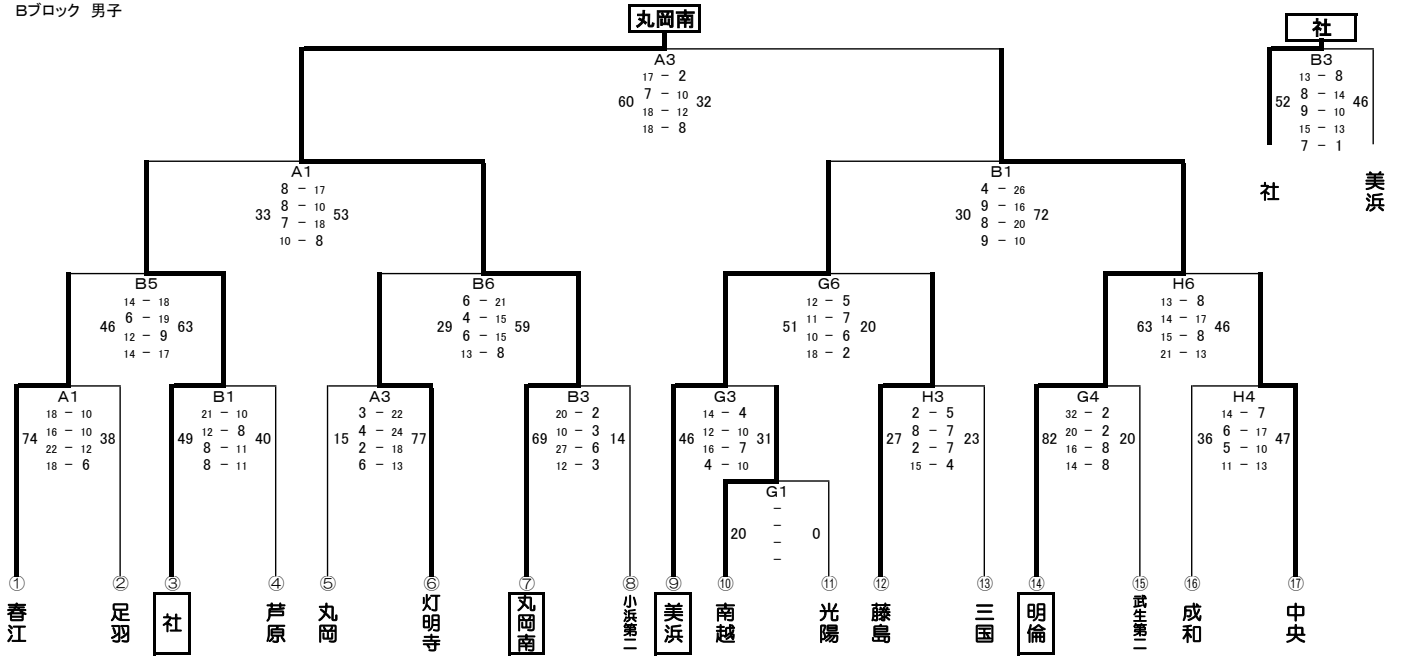 Bブロック 男子
丸岡南
社
A3
17 - 2
7 - 10
18 - 12
18 - 8
60 32
B3
13 - 8
8 - 14
9 - 10
15 - 13
7 - 1
52 46
社 美浜
A1
8 - 17
8 - 10
7 - 18
10 - 8
33 53
B1
4 - 26
9 - 16
8 - 20
9 - 10
30 72
B5
14 - 18
6 - 19
12 - 9
14 - 17
46 63
B6
6 - 21
4 - 15
6 - 15
13 - 8
29 59
G6
12 - 5
11 - 7
10 - 6
18 - 2
51 20
H6
13 - 8
14 - 17
15 - 8
21 - 13
63 46
A1
18 - 10
16 - 10
22 - 12
18 - 6
74 38
B1
21 - 10
12 - 8
8 - 11
8 - 11
49 40
A3
3 - 22
4 - 24
2 - 18
6 - 13
15 77
B3
20 - 2
10 - 3
27 - 6
12 - 3
69 14
G3
14 - 4
12 - 10
16 - 7
4 - 10
46 31
H3
2 - 5
8 - 7
2 - 7
15 - 4
27 23
G4
32 - 2
20 - 2
16 - 8
14 - 8
82 20
H4
14 - 7
6 - 17
5 - 10
11 - 13
36 47
G1
-
-
-
-
20 0
① ② ③ ④ ⑤ ⑥ ⑦ ⑧ ⑨ ⑩ ⑪ ⑫ ⑬ ⑭ ⑮ ⑯ ⑰
春江
足羽
社
芦原
丸岡
灯明寺
丸岡南
小浜第二
美浜
南越
光陽
藤島
三国
明倫
武生第二
成和
中央